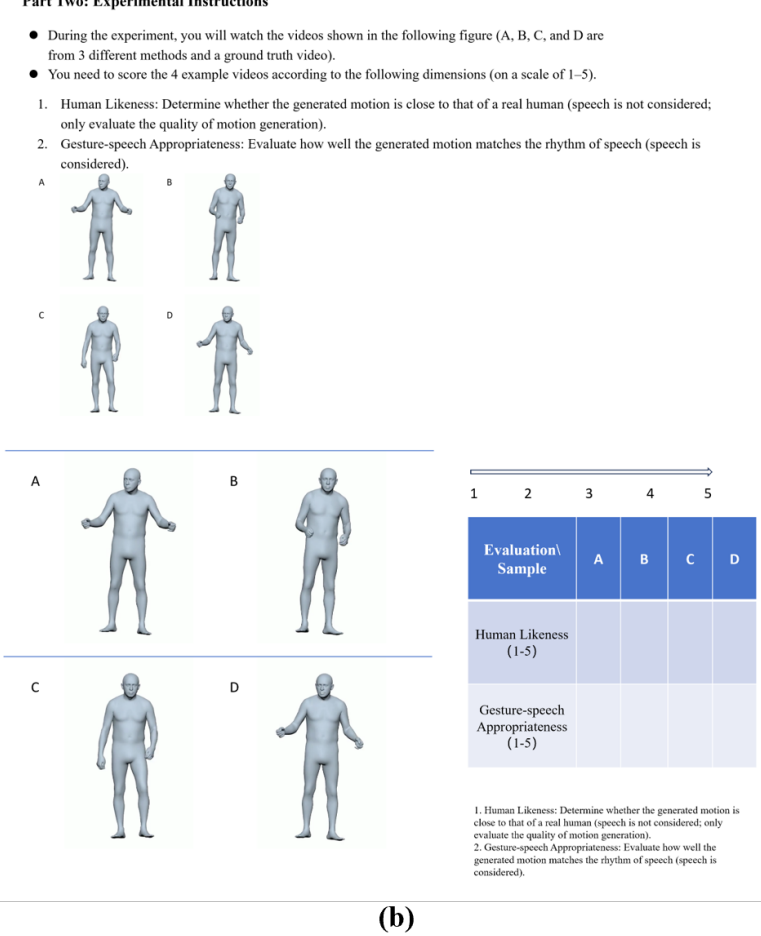 Part Two: Experimental Instructions
● During the experiment, you will watch the videos shown in the following figure (A, B, C, and D are
from 3 different methods and a ground truth video).
● You need to score the 4 example videos according to the following dimensions (on a scale of 1–5).
1. Human Likeness: Determine whether the generated motion is close to that of a real human (speech is not considered;
only evaluate the quality of motion generation).
2. Gesture-speech Appropriateness: Evaluate how well the generated motion matches the rhythm of speech (speech is
considered).
A B
C D
A B
C D
1 2 3 4 5
Evaluation\
Sample
A B C D
Human Likeness
(1-5)
Gesture-speech
Appropriateness
(1-5)
1. Human Likeness: Determine whether the generated motion is
close to that of a real human (speech is not considered; only
evaluate the quality of motion generation).
2. Gesture-speech Appropriateness: Evaluate how well the
generated motion matches the rhythm of speech (speech is
considered).
(b)